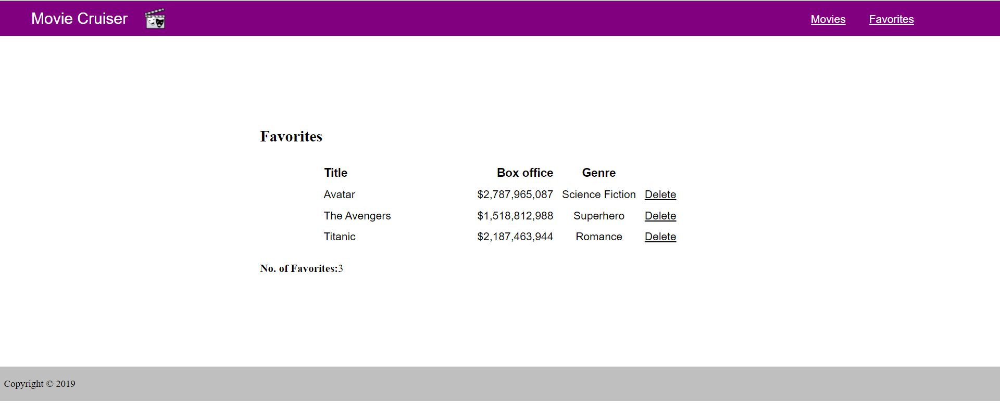 Movie Cruiser Movies Favorites
Favorites
Title Box office Genre
Avatar $2,787,965,087 Science Fiction Delete
The Avengers $1,518,812,988 Superhero Delete
Titanic $2,187,463,944 Romance Delete
No. of Favorites:3
Copyright © 2019